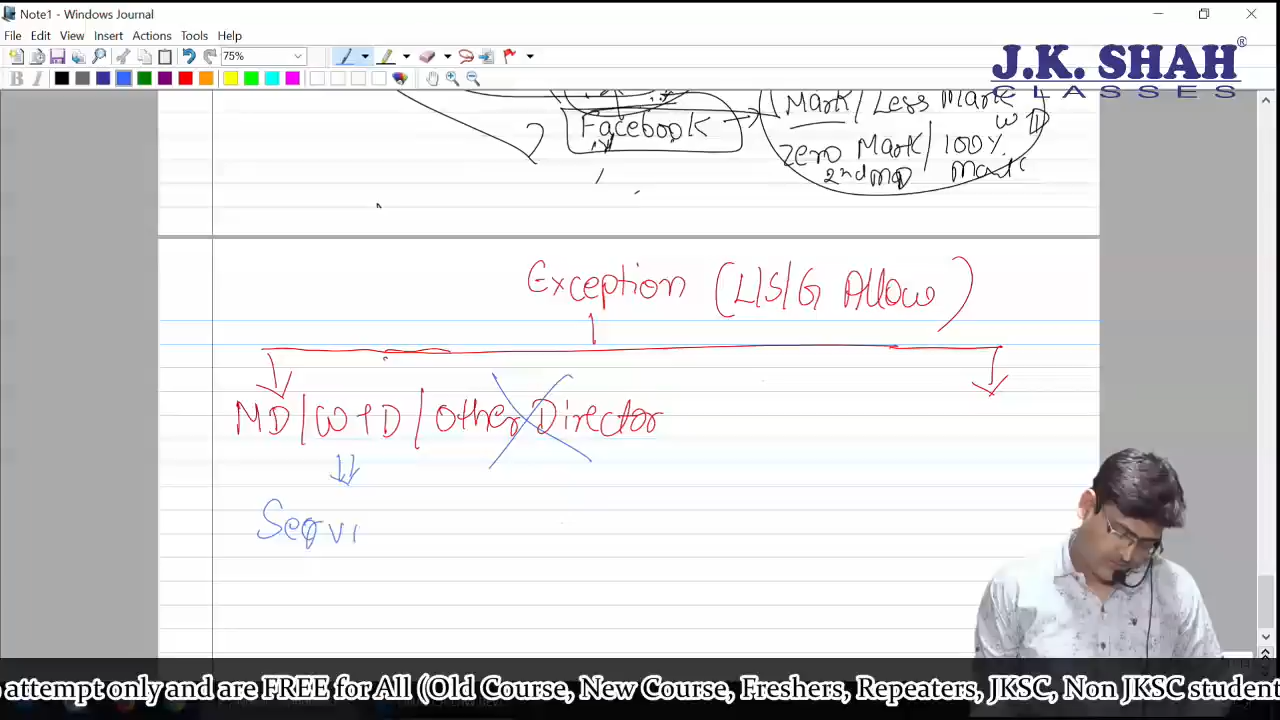 Note1 - Windows Journal
File Edit View Insert Actions Tools Help
75%
J.K. SHAH®
CLASSES
Mark/Less Mark
Facebook
Zero Mark/100%
2nd Mark
Exception (L/S/G Allow)
MD/WTD/Other Director
attempt only and are FREE for All (Old Course, New Course, Freshers, Repeaters, JKSC, Non JKSC student